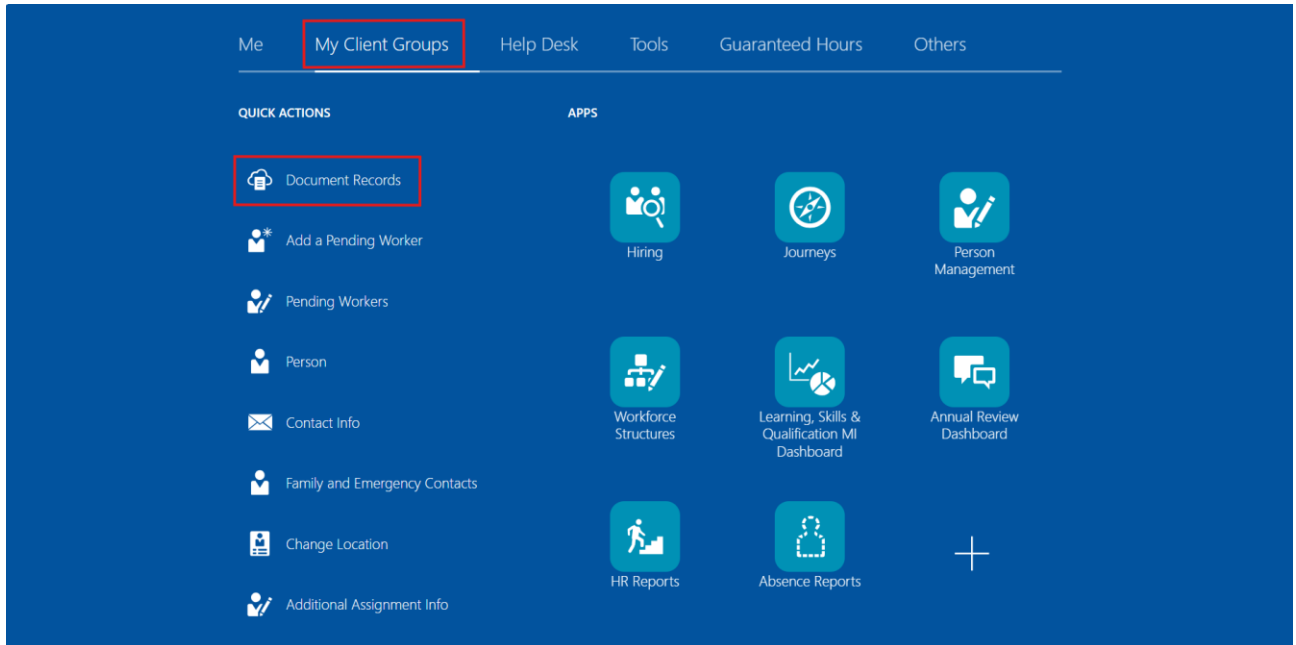 Me My Client Groups Help Desk Tools Guaranteed Hours Others
QUICK ACTIONS
APPS
Document Records
Add a Pending Worker
Pending Workers
Person
Contact Info
Family and Emergency Contacts
Change Location
Additional Assignment Info
Hiring
Journeys
Person
Management
Workforce
Structures
Learning, Skills &
Qualification MI
Dashboard
Annual Review
Dashboard
HR Reports
Absence Reports